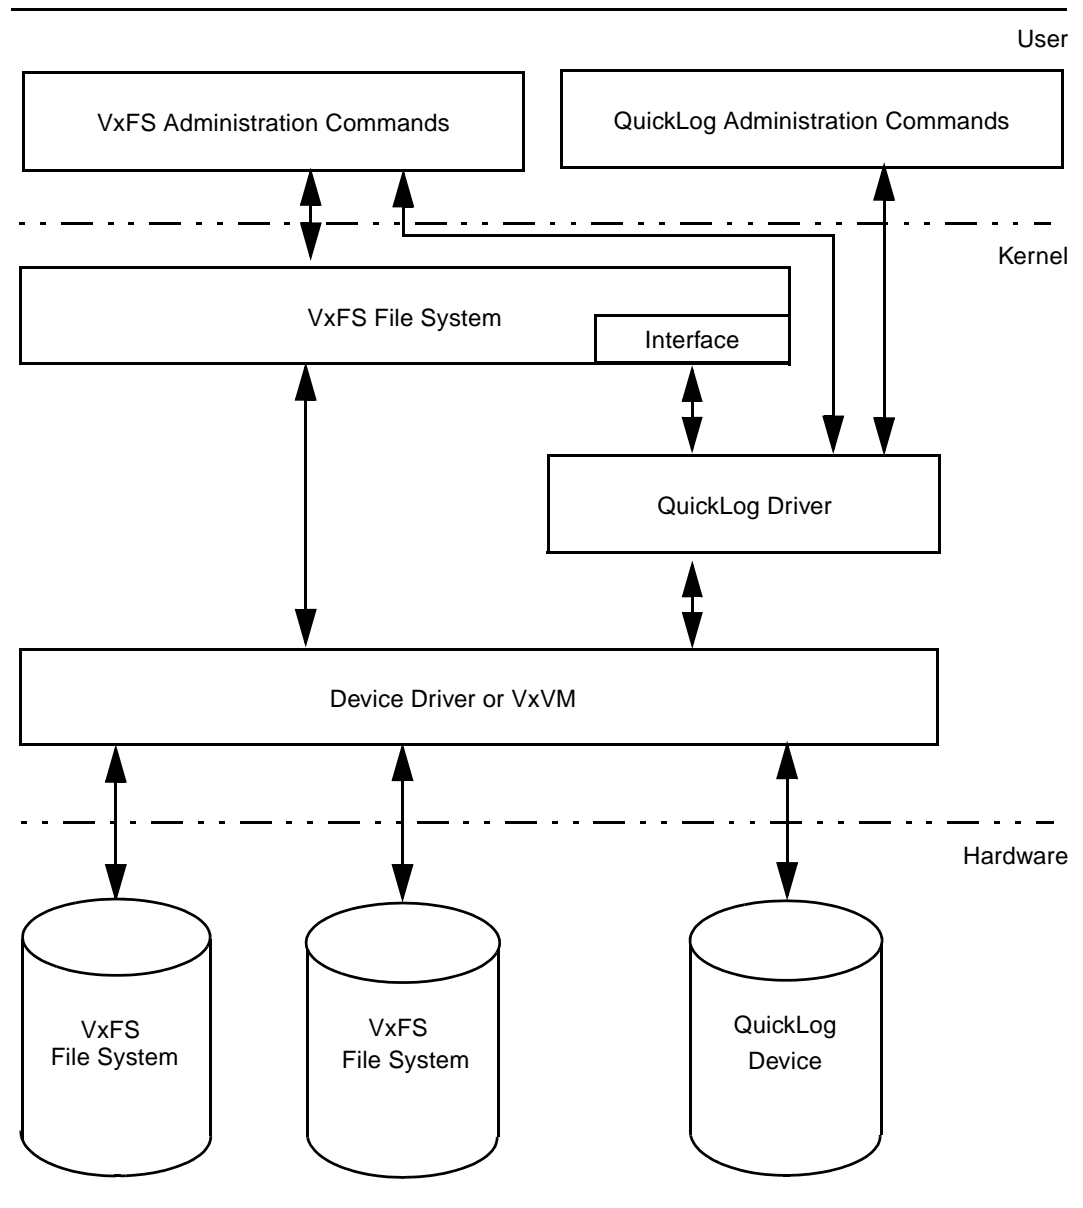 User
VxFS Administration Commands
QuickLog Administration Commands
Kernel
VxFS File System
Interface
QuickLog Driver
Device Driver or VxVM
Hardware
VxFS
File System
VxFS
File System
QuickLog
Device